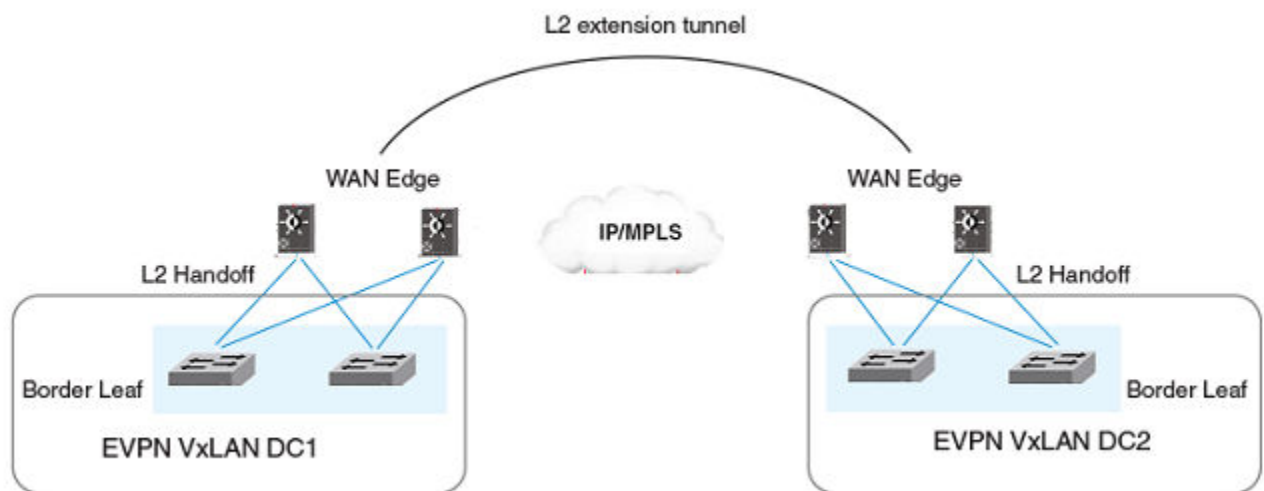 L2 extension tunnel
WAN Edge
WAN Edge
IP/MPLS
L2 Handoff
L2 Handoff
Border Leaf
Border Leaf
EVPN VxLAN DC1
EVPN VxLAN DC2